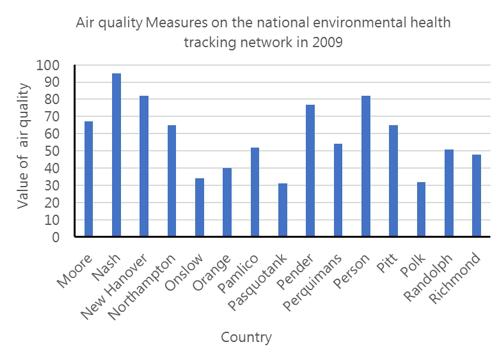 Air quality Measures on the national environmental health
tracking network in 2009
Value of air quality
100
90
80
70
60
50
40
30
20
10
0
Moore
Nash
New Hanover
Northampton
Onslow
Orange
Pamlico
Pasquotank
Pender
Perquimans
Person
Pitt
Polk
Randolph
Richmond
Country